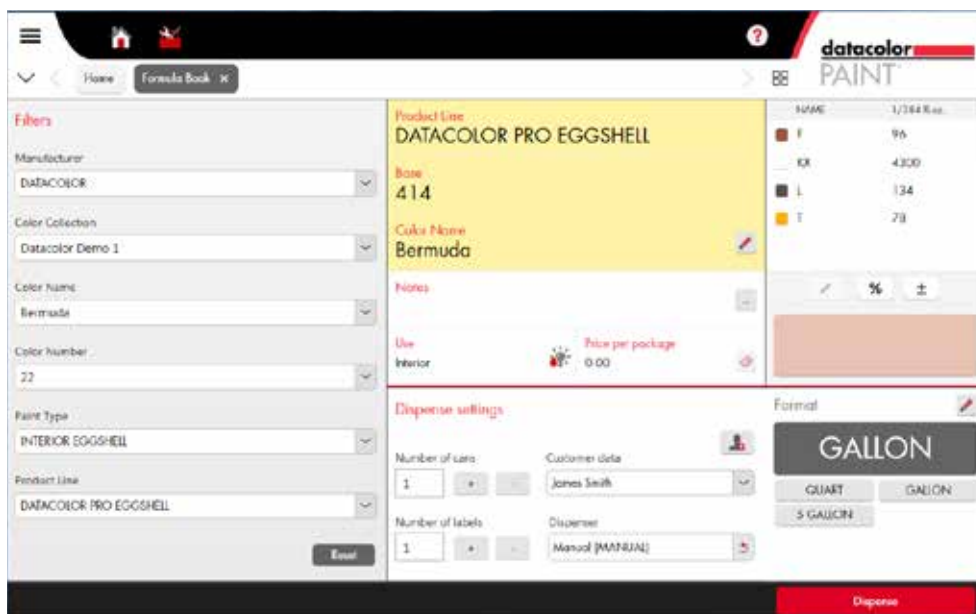 ?
datacolor
PAINT
Home
Formula Book ×
Filters
Manufacturer
DATACOLOR
Color Collection
Datacolor Demo 1
Color Name
Bermuda
Color Number
22
Paint Type
INTERIOR EGGSHELL
Product Line
DATACOLOR PRO EGGSHELL
Reset
Product Line
DATACOLOR PRO EGGSHELL
Base
414
Color Name
Bermuda
Notes
...
Use
Interior
Price per package
0.00
Dispense settings
Number of cans
1 + -
Customer data
James Smith
Number of labels
1 + -
Dispenser
Manual (MANUAL)
NAME 1/384 fl.oz.
F 96
KX 4300
L 134
T 78
% ±
Format
GALLON
QUART GALLON
5 GALLON
Dispense